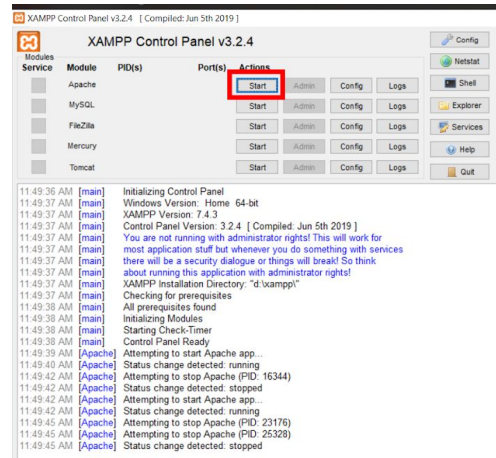 XAMPP Control Panel v3.2.4 [ Compiled: Jun 5th 2019 ]
XAMPP Control Panel v3.2.4
Config
Modules
Service Module PID(s) Port(s) Actions
Netstat
Apache Start Admin Config Logs
Shell
MySQL Start Admin Config Logs
Explorer
FileZilla Start Admin Config Logs
Services
Mercury Start Admin Config Logs
Help
Tomcat Start Admin Config Logs
Quit
11:49:36 AM [main] Initializing Control Panel
11:49:37 AM [main] Windows Version: Home 64-bit
11:49:37 AM [main] XAMPP Version: 7.4.3
11:49:37 AM [main] Control Panel Version: 3.2.4 [ Compiled: Jun 5th 2019 ]
11:49:37 AM [main] You are not running with administrator rights! This will work for
11:49:37 AM [main] most application stuff but whenever you do something with services
11:49:37 AM [main] there will be a security dialogue or things will break! So think
11:49:37 AM [main] about running this application with administrator rights!
11:49:37 AM [main] XAMPP Installation Directory: "d:\xampp\"
11:49:37 AM [main] Checking for prerequisites
11:49:38 AM [main] All prerequisites found
11:49:38 AM [main] Initializing Modules
11:49:38 AM [main] Starting Check-Timer
11:49:38 AM [main] Control Panel Ready
11:49:39 AM [Apache] Attempting to start Apache app...
11:49:40 AM [Apache] Status change detected: running
11:49:42 AM [Apache] Attempting to stop Apache (PID: 16344)
11:49:42 AM [Apache] Status change detected: stopped
11:49:42 AM [Apache] Attempting to start Apache app...
11:49:42 AM [Apache] Status change detected: running
11:49:45 AM [Apache] Attempting to stop Apache (PID: 23176)
11:49:45 AM [Apache] Attempting to stop Apache (PID: 25328)
11:49:45 AM [Apache] Status change detected: stopped